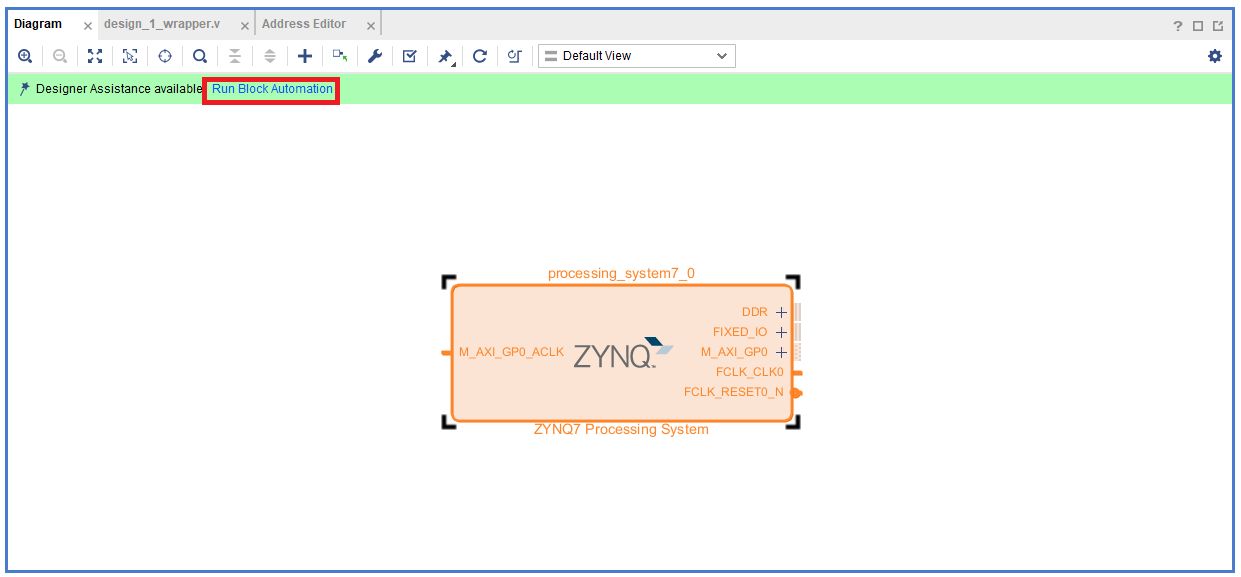 Diagram
design_1_wrapper.v
Address Editor
?
Default View
Designer Assistance available
Run Block Automation
processing_system7_0
DDR
FIXED_IO
M_AXI_GP0_ACLK
ZYNQ
M_AXI_GP0
FCLK_CLK0
FCLK_RESET0_N
ZYNQ7 Processing System